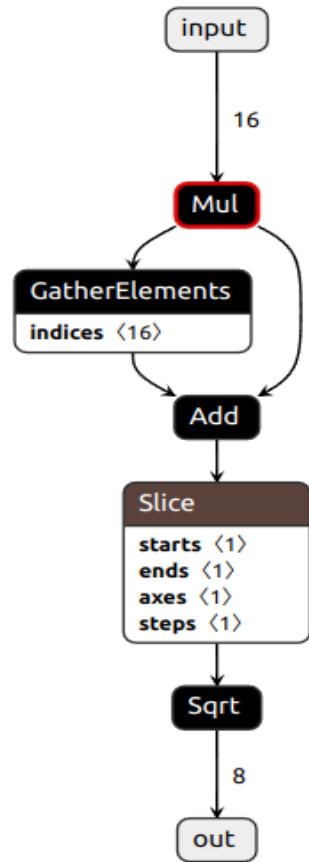 input
16
Mul
GatherElements
indices 〈16〉
Add
Slice
starts 〈1〉
ends 〈1〉
axes 〈1〉
steps 〈1〉
Sqrt
8
out